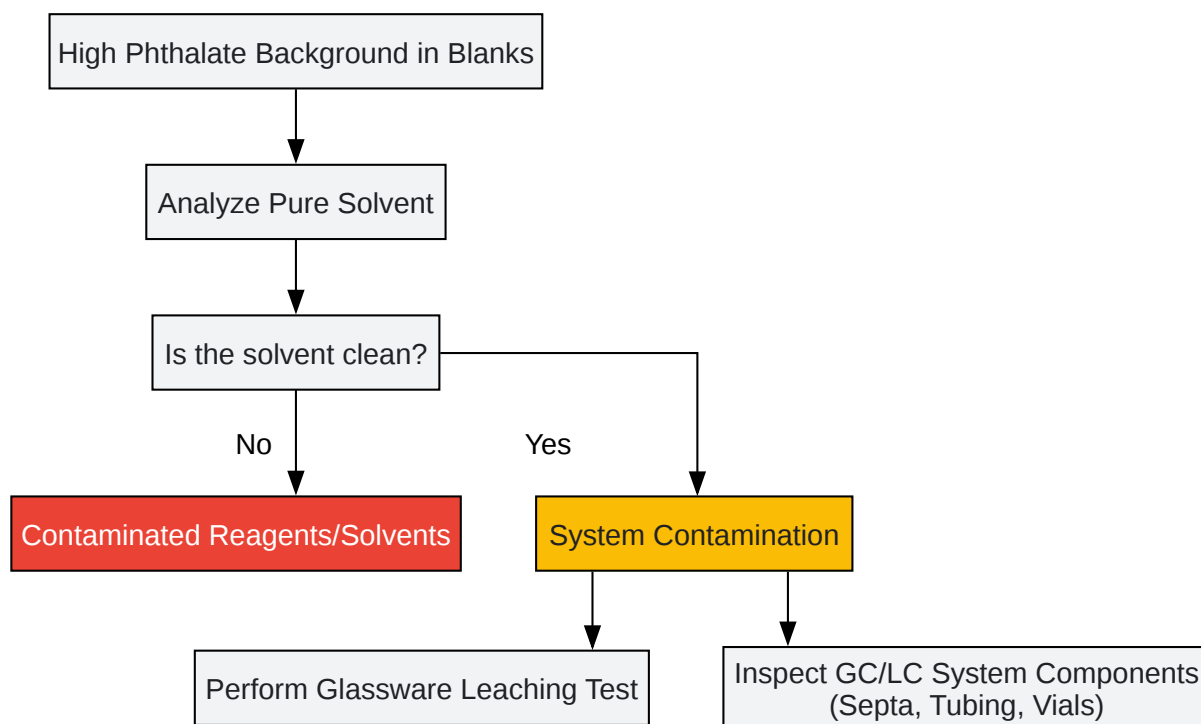 High Phthalate Background in Blanks
Analyze Pure Solvent
Is the solvent clean?
No
Yes
Contaminated Reagents/Solvents
System Contamination
Perform Glassware Leaching Test
Inspect GC/LC System Components
(Septa, Tubing, Vials)